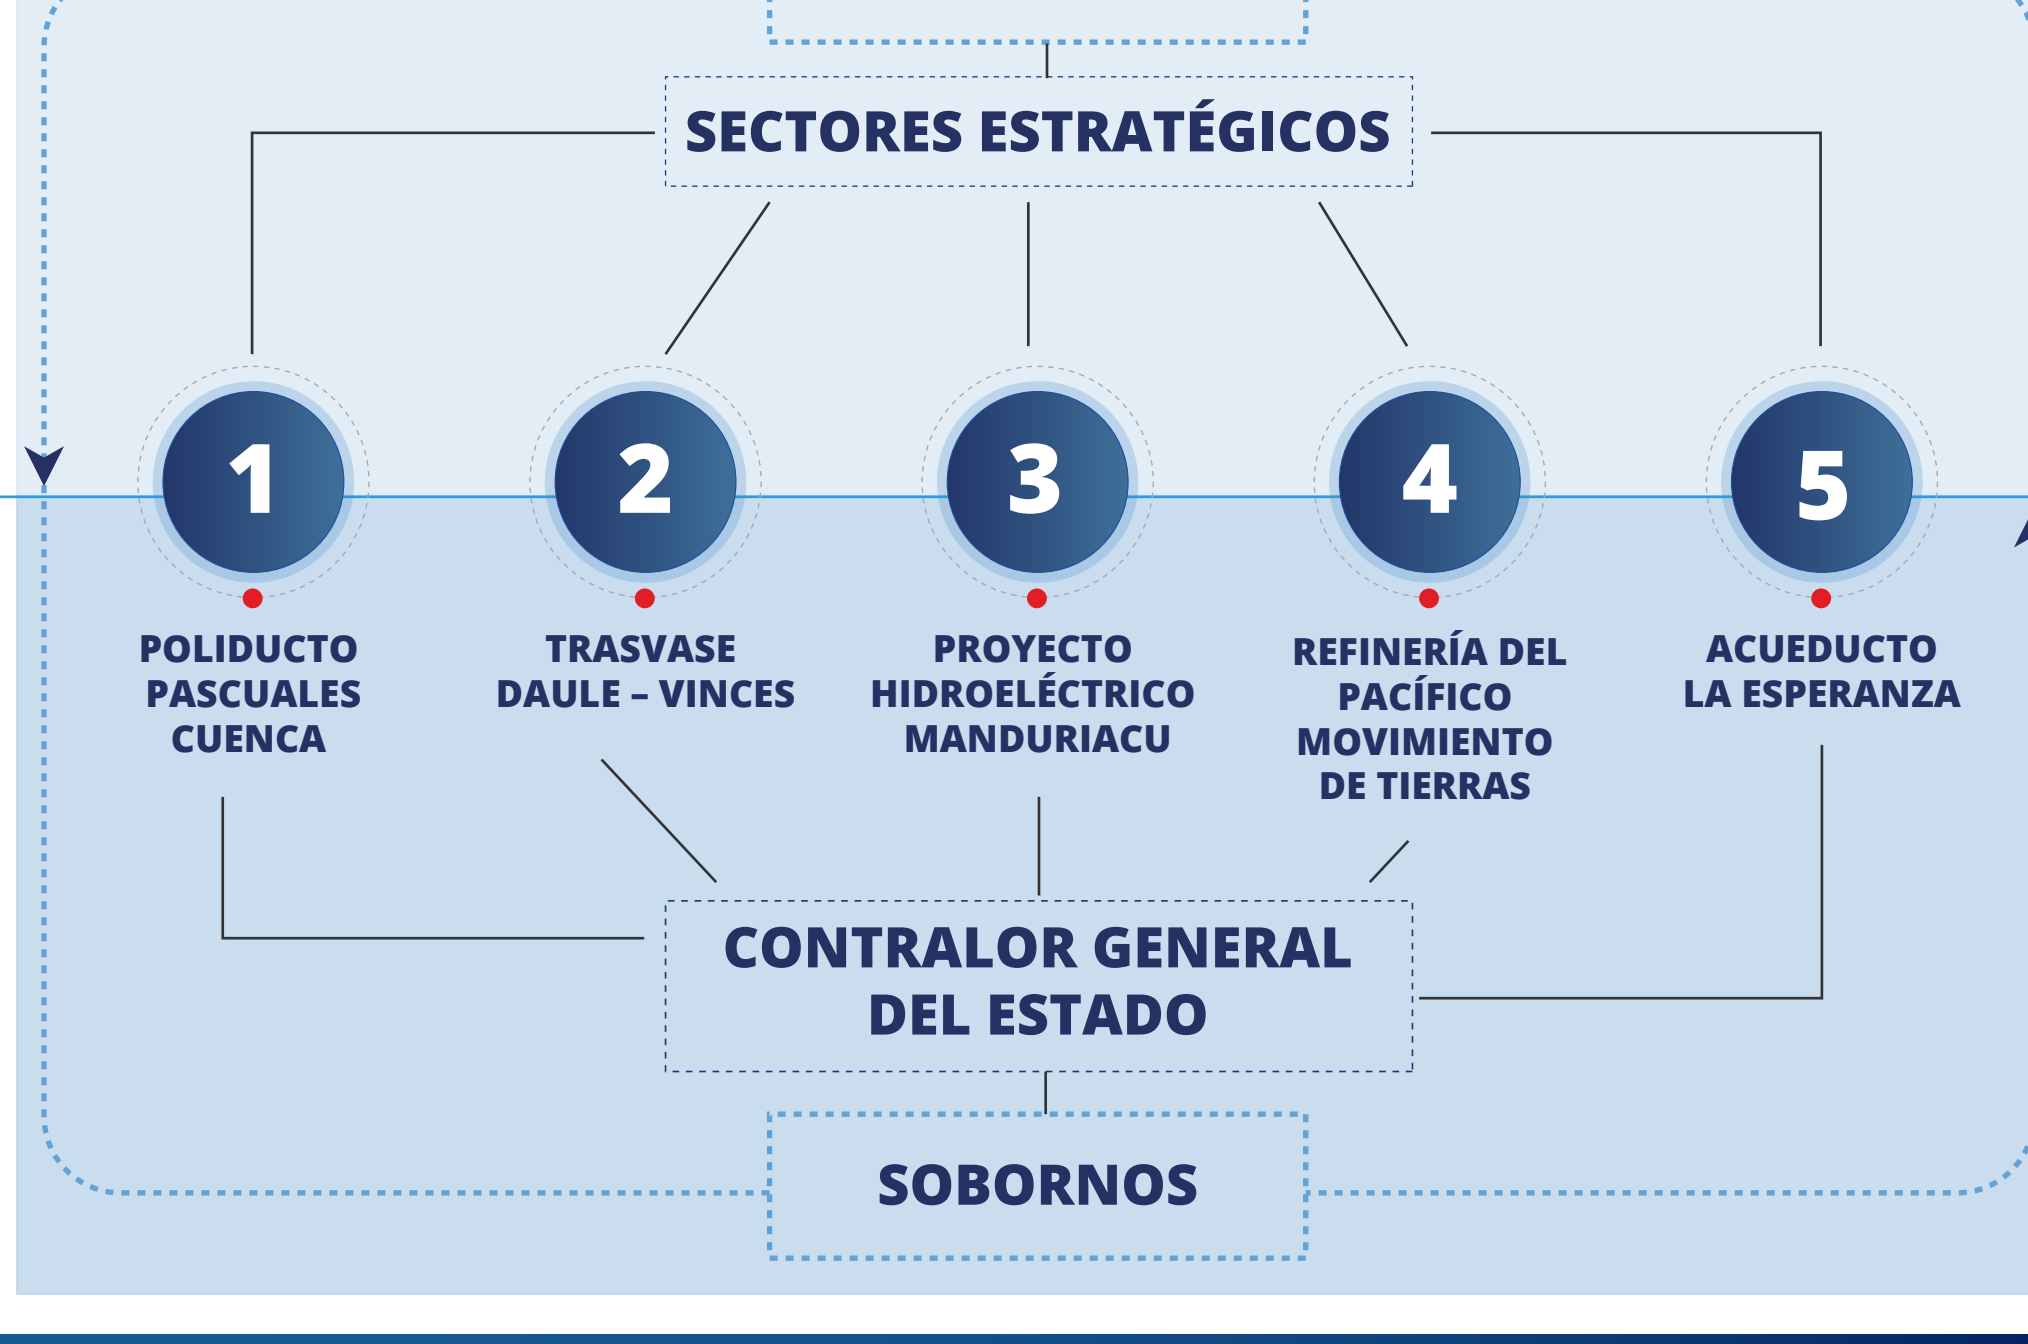 SECTORES ESTRATÉGICOS
1
2
3
4
5
POLIDUCTO
PASCUALES
CUENCA
TRASVASE
DAULE – VINCES
PROYECTO
HIDROELÉCTRICO
MANDURIACU
REFINERÍA DEL
PACÍFICO
MOVIMIENTO
DE TIERRAS
ACUEDUCTO
LA ESPERANZA
CONTRALOR GENERAL
DEL ESTADO
SOBORNOS